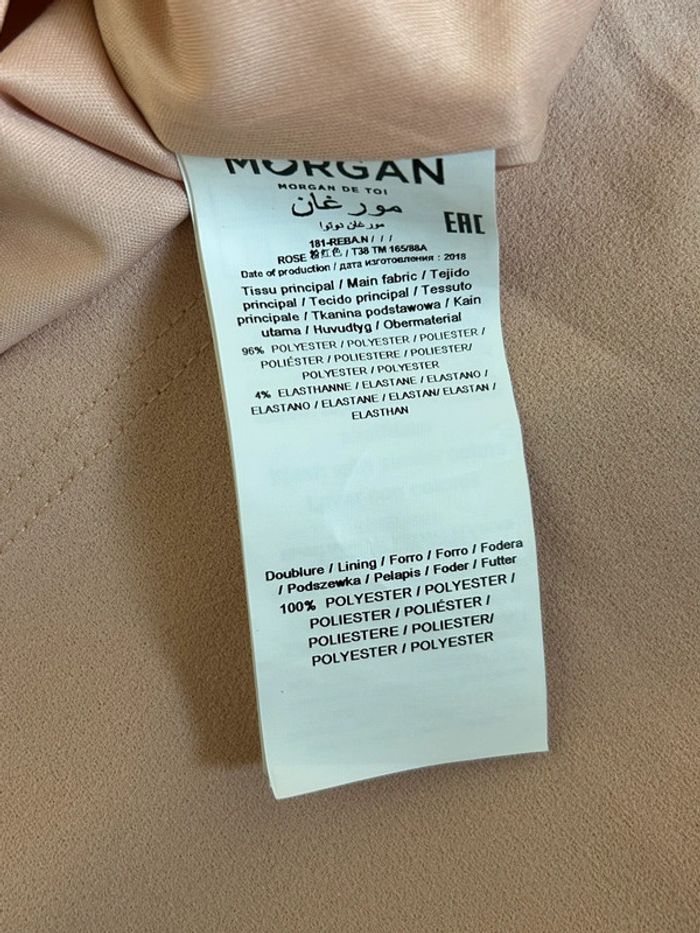 MORGAN
MORGAN DE TOI
مورغان
مورغان دوتوا
EAC
181-REBA.N / / /
ROSE 粉红色 / T38 TM 165/88A
Date of production / дата изготовления : 2018
Tissu principal / Main fabric / Tejido
principal / Tecido principal / Tessuto
principale / Tkanina podstawowa / Kain
utama / Huvudtyg / Obermaterial
96% POLYESTER / POLYESTER / POLIESTER /
POLIÉSTER / POLIESTERE / POLIESTER/
POLYESTER / POLYESTER
4% ELASTHANNE / ELASTANE / ELASTANO /
ELASTANO / ELASTANE / ELASTAN/ ELASTAN /
ELASTHAN
Doublure / Lining / Forro / Forro / Fodera
/ Podszewka / Pelapis / Foder / Futter
100% POLYESTER / POLYESTER /
POLIESTER / POLIÉSTER /
POLIESTERE / POLIESTER/
POLYESTER / POLYESTER